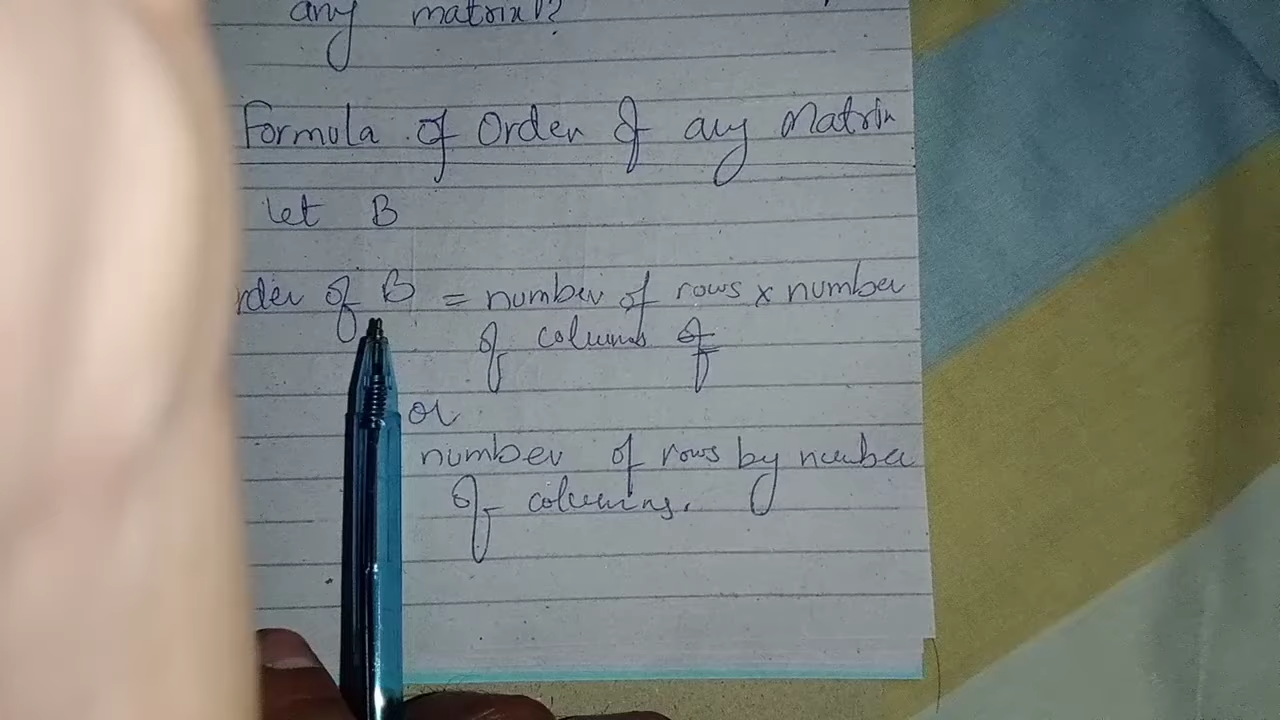 any matrix?
Formula of Order of any Matrix
let B
rder of B = number of rows x number
of columns of
or
number of rows by number
of columns.